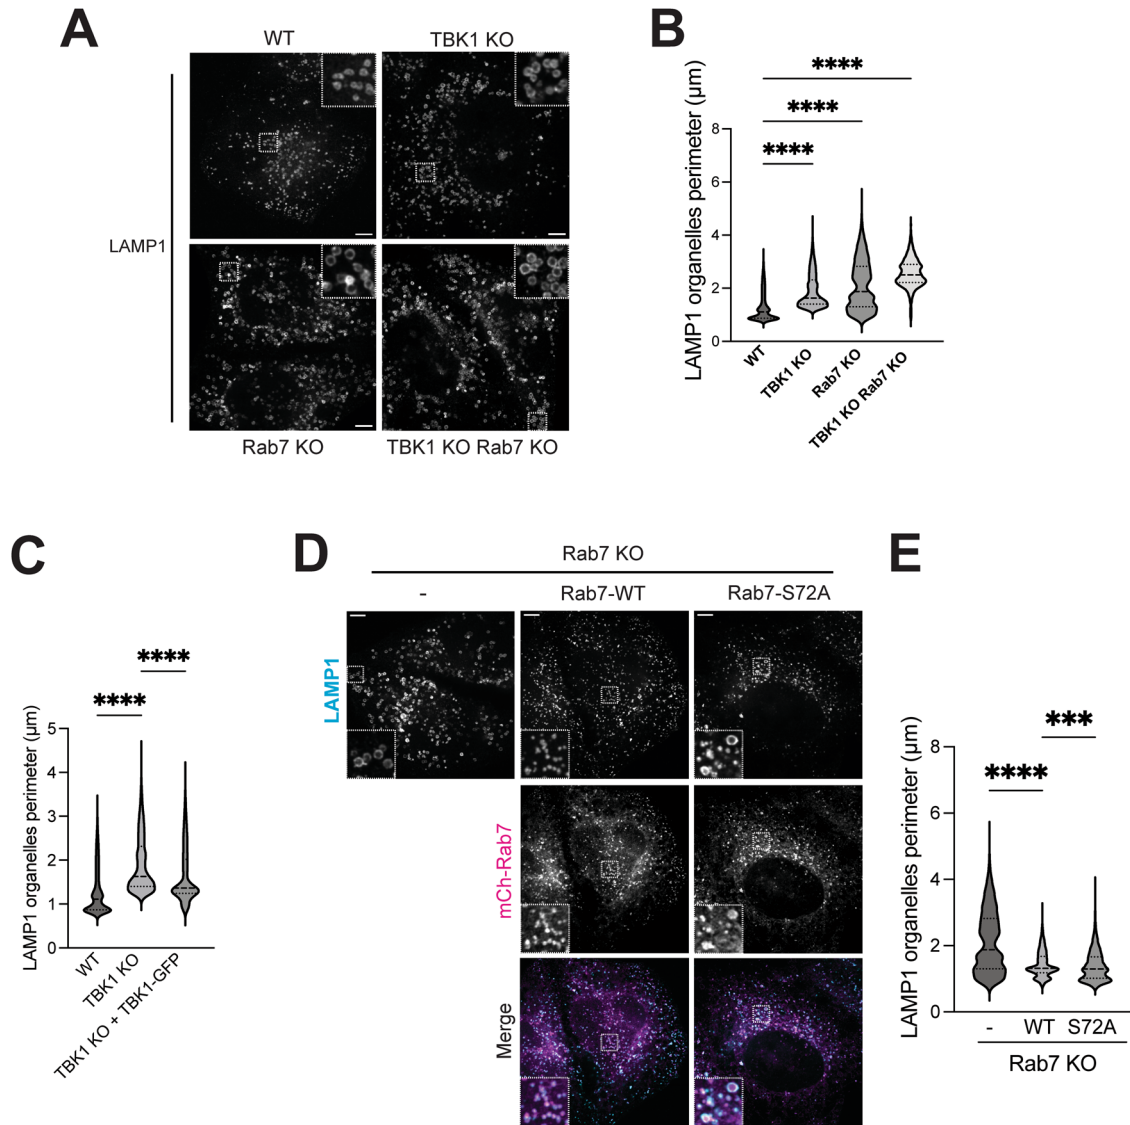 A
WT
TBK1 KO
LAMP1
Rab7 KO
TBK1 KO Rab7 KO
B
****
****
****
LAMP1 organelles perimeter (µm)
8
6
4
2
0
WT
TBK1 KO
Rab7 KO
TBK1 KO Rab7 KO
C
****
****
LAMP1 organelles perimeter (µm)
5
4
3
2
1
0
WT
TBK1 KO
TBK1 KO + TBK1-GFP
D
Rab7 KO
- Rab7-WT Rab7-S72A
LAMP1
mCh-Rab7
Merge
E
***
****
LAMP1 organelles perimeter (µm)
8
6
4
2
0
- WT S72A
Rab7 KO